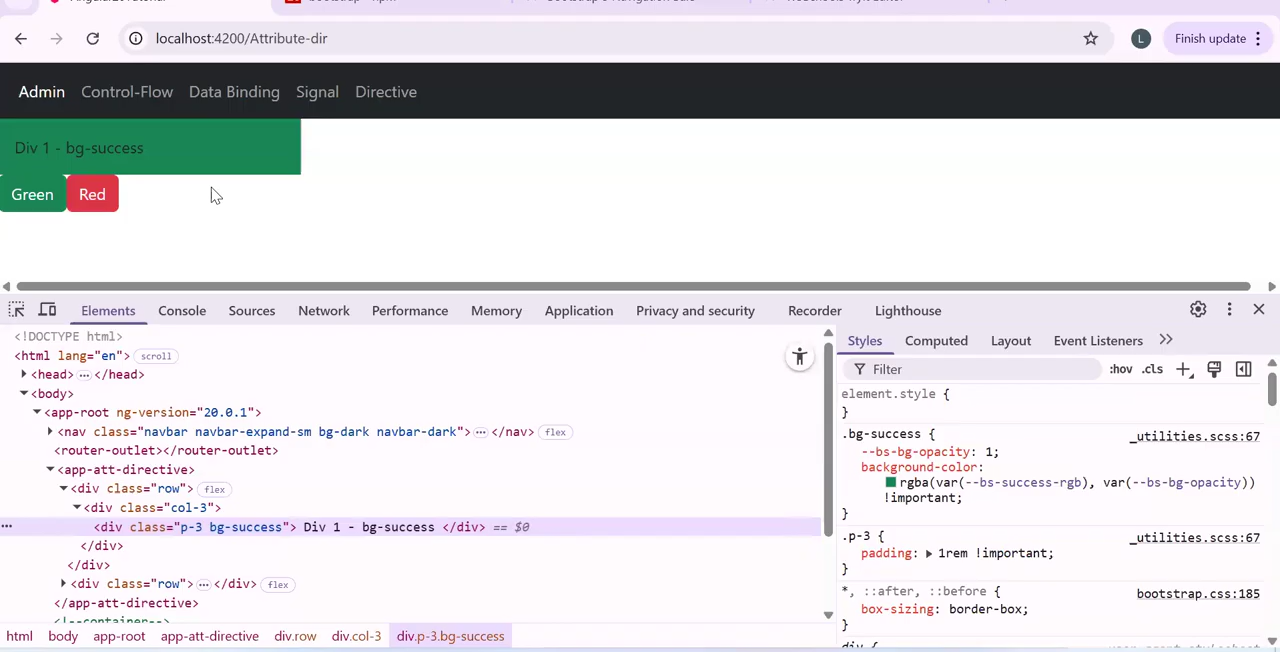 localhost:4200/Attribute-dir
L
Finish update
Admin Control-Flow Data Binding Signal Directive
Div 1 - bg-success
Green Red
Elements Console Sources Network Performance Memory Application Privacy and security Recorder Lighthouse
<!DOCTYPE html>
<html lang="en"> scroll
<head> … </head>
<body>
<app-root ng-version="20.0.1">
<nav class="navbar navbar-expand-sm bg-dark navbar-dark"> … </nav> flex
<router-outlet></router-outlet>
<app-att-directive>
<div class="row"> flex
<div class="col-3">
… <div class="p-3 bg-success"> Div 1 - bg-success </div> == $0
</div>
</div>
<div class="row"> … </div> flex
</app-att-directive>
<!--container-->
html body app-root app-att-directive div.row div.col-3 div.p-3.bg-success
Styles Computed Layout Event Listeners
Filter :hov .cls
element.style {
}
.bg-success { _utilities.scss:67
--bs-bg-opacity: 1;
background-color:
rgba(var(--bs-success-rgb), var(--bs-bg-opacity))
!important;
}
.p-3 { _utilities.scss:67
padding: 1rem !important;
}
*, ::after, ::before { bootstrap.css:185
box-sizing: border-box;
}